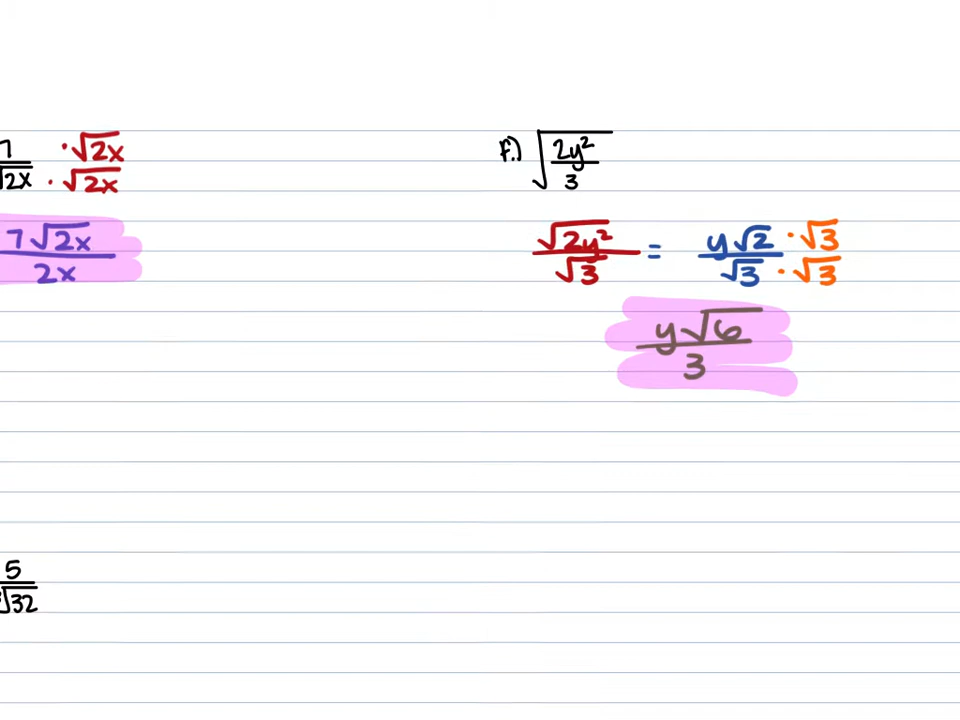 7/√2x · √2x / · √2x
7√2x / 2x
f.) √(2y²/3)
√2y² / √3 = y√2 / √3 · √3 / · √3
y√6 / 3
5 / ³√32